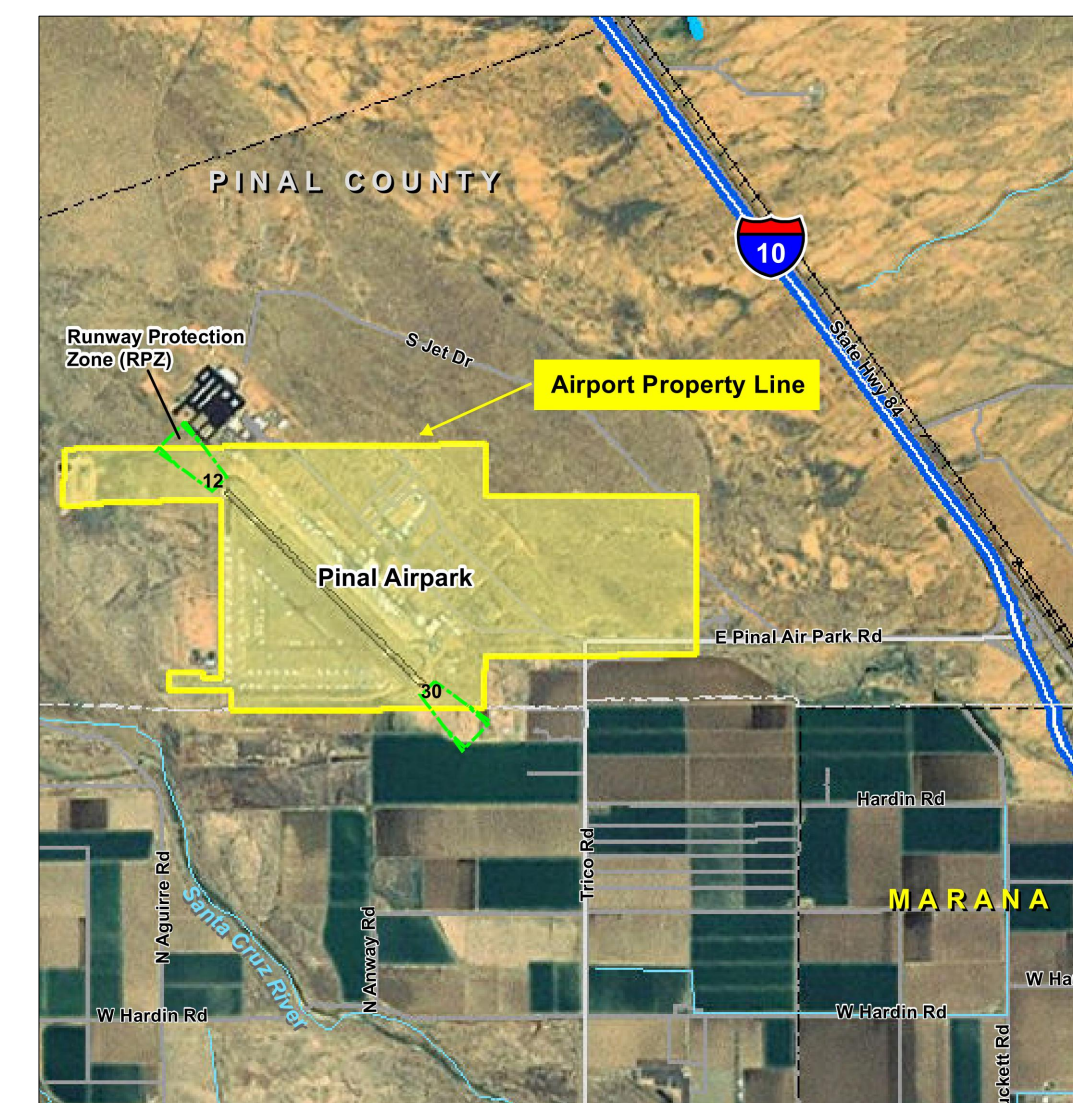 PINAL COUNTY
10
Runway Protection
Zone (RPZ)
S Jet Dr
State Hwy 84
Airport Property Line
12
Pinal Airpark
E Pinal Air Park Rd
30
Hardin Rd
Trico Rd
MARANA
N Aguirre Rd
Santa Cruz River
N Anway Rd
W Ha
W Hardin Rd
W Hardin Rd
uckett Rd